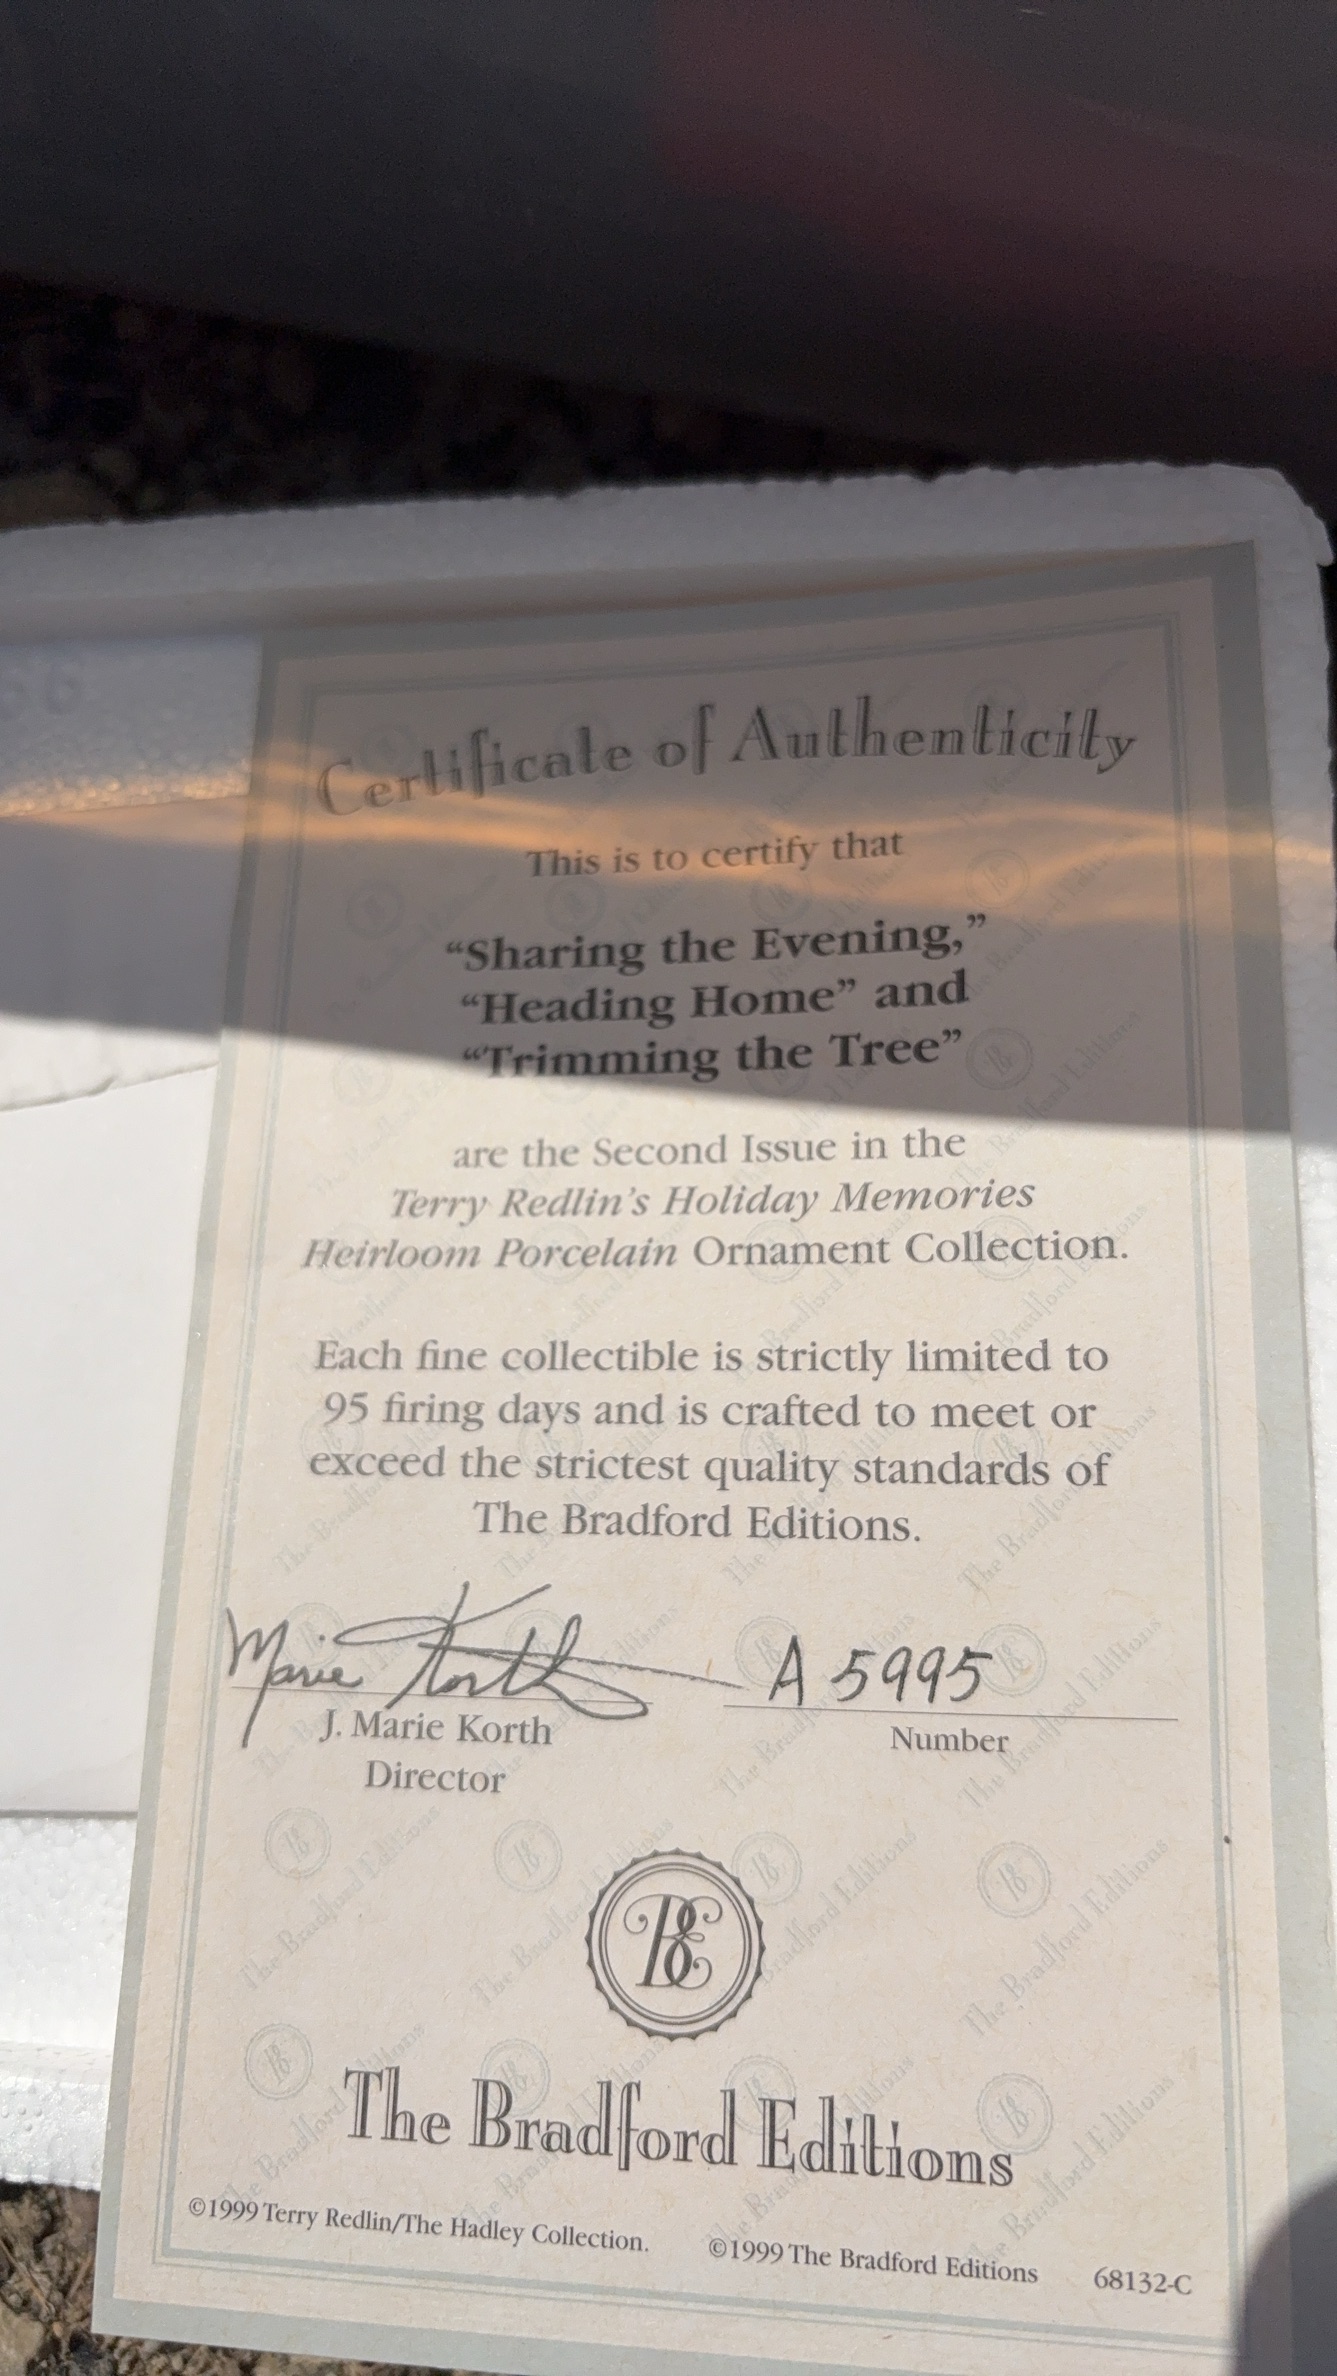 Certificate of Authenticity
This is to certify that
“Sharing the Evening,”
“Heading Home” and
“Trimming the Tree”
are the Second Issue in the
Terry Redlin’s Holiday Memories
Heirloom Porcelain Ornament Collection.
Each fine collectible is strictly limited to
95 firing days and is crafted to meet or
exceed the strictest quality standards of
The Bradford Editions.
Marie Korth
A 5995
J. Marie Korth
Number
Director
BE
The Bradford Editions
©1999 Terry Redlin/The Hadley Collection.
©1999 The Bradford Editions
68132-C